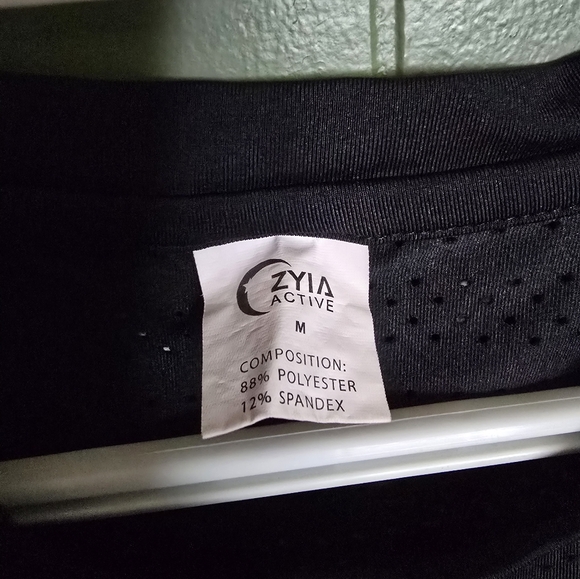 ZYIA
ACTIVE
M
COMPOSITION:
88% POLYESTER
12% SPANDEX